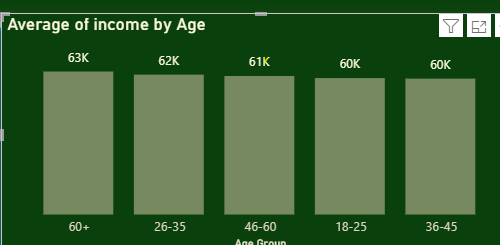 Average of income by Age
63K 62K 61K 60K 60K
60+ 26-35 46-60 18-25 36-45
Age Group